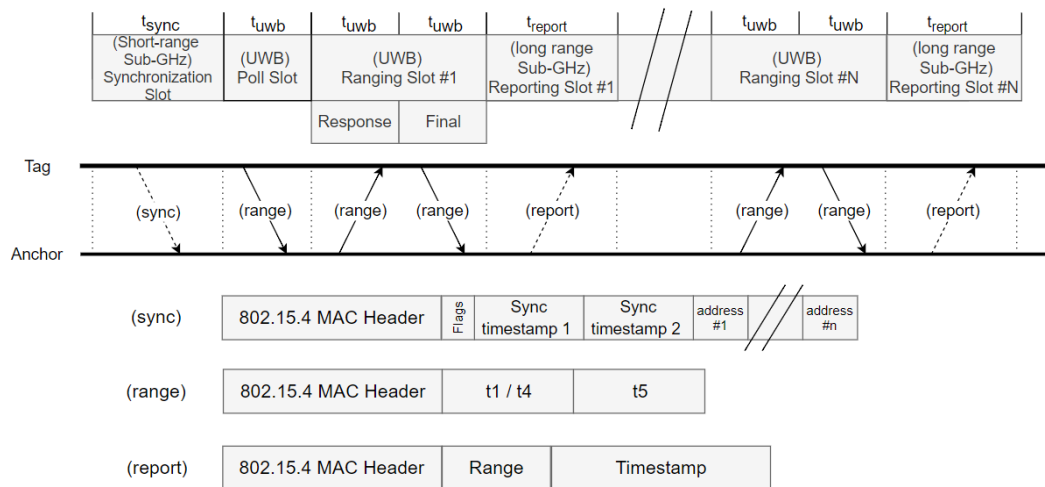 tsync tuwb tuwb tuwb treport tuwb tuwb treport
(Short-range
Sub-GHz)
Synchronization
Slot
(UWB)
Poll Slot
(UWB)
Ranging Slot #1
(long range
Sub-GHz)
Reporting Slot #1
(UWB)
Ranging Slot #N
(long range
Sub-GHz)
Reporting Slot #N
Response Final
Tag
(sync) (range) (range) (range) (report) (range) (range) (report)
Anchor
(sync) 802.15.4 MAC Header
Flags
Sync
timestamp 1
Sync
timestamp 2
address
#1
address
#n
(range) 802.15.4 MAC Header t1 / t4 t5
(report) 802.15.4 MAC Header Range Timestamp